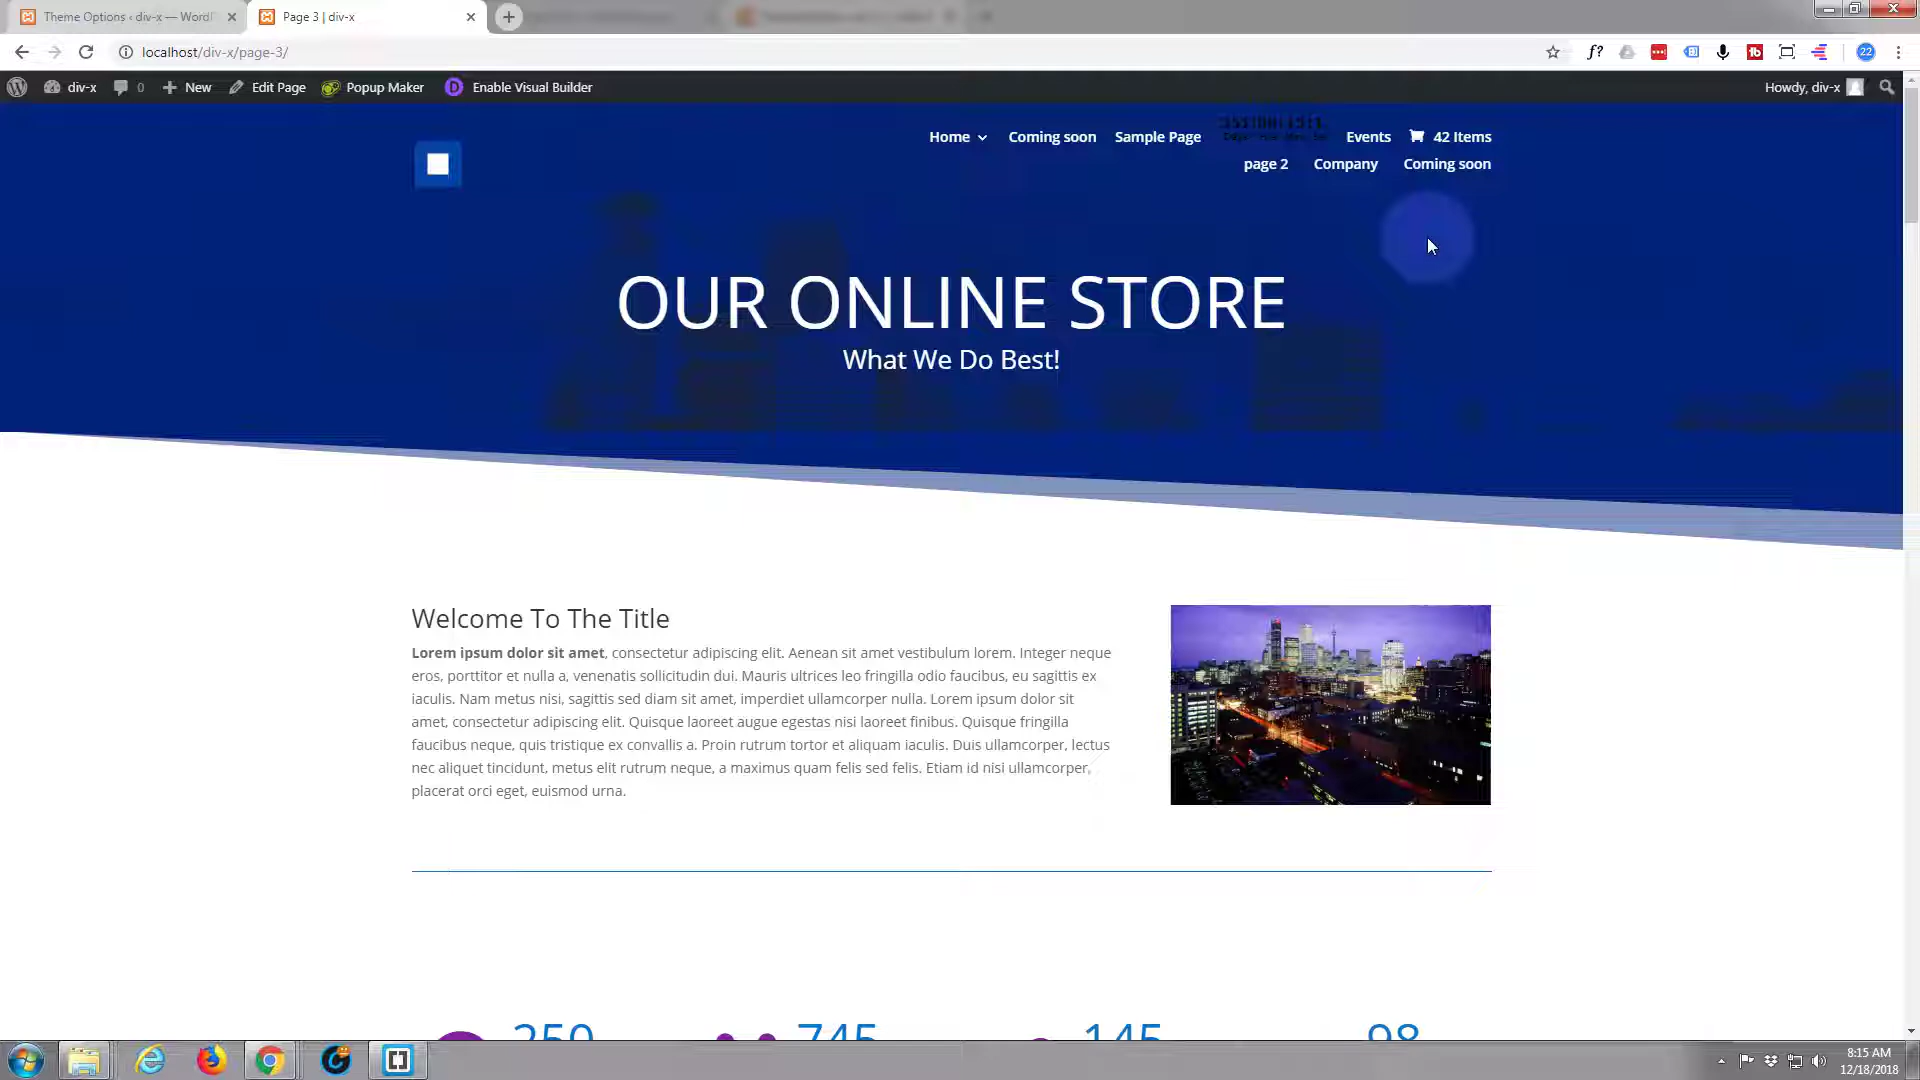 Theme Options ‹ div-x — WordP
Page 3 | div-x
localhost/div-x/page-3/
f?
22
div-x
0
New
Edit Page
Popup Maker
D
Enable Visual Builder
Howdy, div-x
Home
Coming soon
Sample Page
Events
42 Items
page 2
Company
Coming soon
OUR ONLINE STORE
What We Do Best!
Welcome To The Title
Lorem ipsum dolor sit amet, consectetur adipiscing elit. Aenean sit amet vestibulum lorem. Integer neque
eros, porttitor et nulla a, venenatis sollicitudin dui. Mauris ultrices leo fringilla odio faucibus, eu sagittis ex
iaculis. Nam metus nisi, sagittis sed diam sit amet, imperdiet ullamcorper nulla. Lorem ipsum dolor sit
amet, consectetur adipiscing elit. Quisque laoreet augue egestas nisi laoreet finibus. Quisque fringilla
faucibus neque, quis tristique ex convallis a. Proin rutrum tortor et aliquam iaculis. Duis ullamcorper, lectus
nec aliquet tincidunt, metus elit rutrum neque, a maximus quam felis sed felis. Etiam id nisi ullamcorper,
placerat orci eget, euismod urna.
250
745
145
98
8:15 AM
12/18/2018